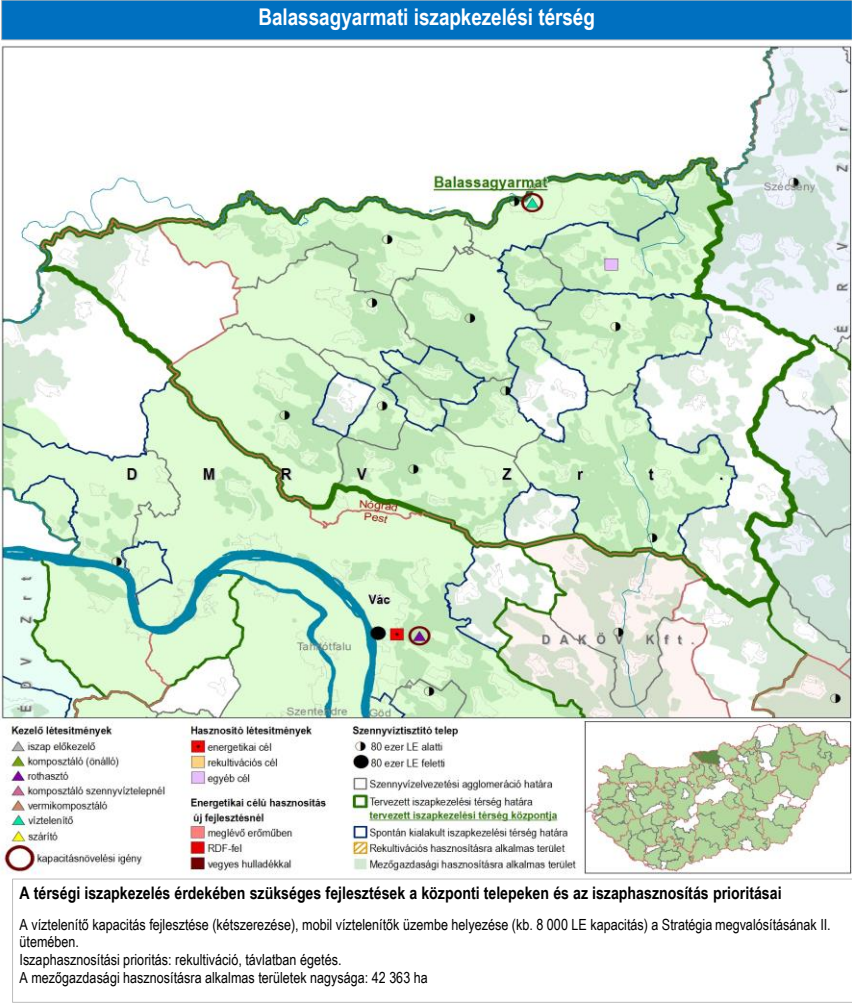 Balassagyarmati iszapkezelési térség
Balassagyarmat
Szécsény
ÉRV Zrt
DMRV Zrt.
Nógrád
Pest
Vác
DAKÖV Kft.
Tahitótfalu
Szentendre
Göd
ÉDV Zrt
Kezelő létesítmények
iszap előkezelő
komposztáló (önálló)
rothasztó
komposztáló szennyvíztelepnél
vermikomposztáló
víztelenítő
szárító
kapacitásnövelési igény
Hasznosító létesítmények
energetikai cél
rekultivációs cél
egyéb cél
Energetikai célú hasznosítás
új fejlesztésnél
meglévő erőműben
RDF-fel
vegyes hulladékkal
Szennyvíztisztító telep
80 ezer LE alatti
80 ezer LE feletti
Szennyvízelvezetési agglomeráció határa
Tervezett iszapkezelési térség határa
tervezett iszapkezelési térség központja
Spontán kialakult iszapkezelési térség határa
Rekultivációs hasznosításra alkalmas terület
Mezőgazdasági hasznosításra alkalmas terület
A térségi iszapkezelés érdekében szükséges fejlesztések a központi telepeken és az iszaphasznosítás prioritásai
A víztelenítő kapacitás fejlesztése (kétszerezése), mobil víztelenítők üzembe helyezése (kb. 8 000 LE kapacitás) a Stratégia megvalósításának II.
ütemében.
Iszaphasznosítási prioritás: rekultiváció, távlatban égetés.
A mezőgazdasági hasznosításra alkalmas területek nagysága: 42 363 ha